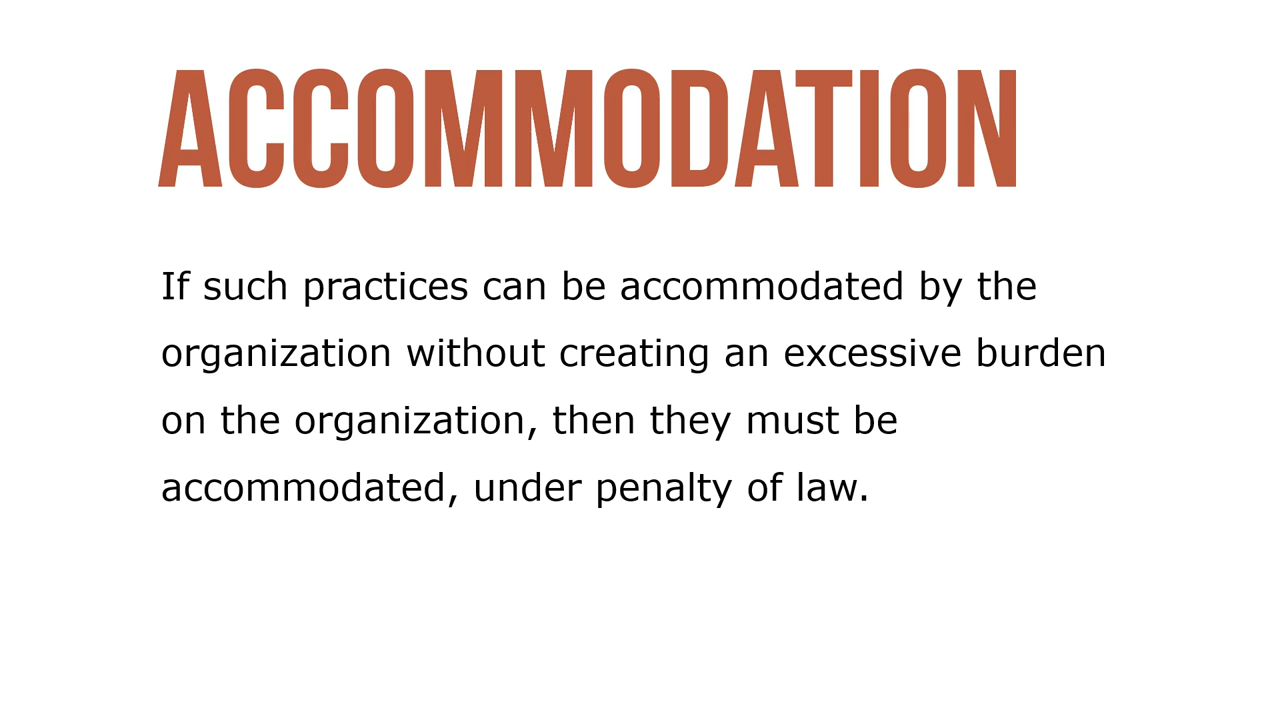 ACCOMMODATION
If such practices can be accommodated by the
organization without creating an excessive burden
on the organization, then they must be
accommodated, under penalty of law.